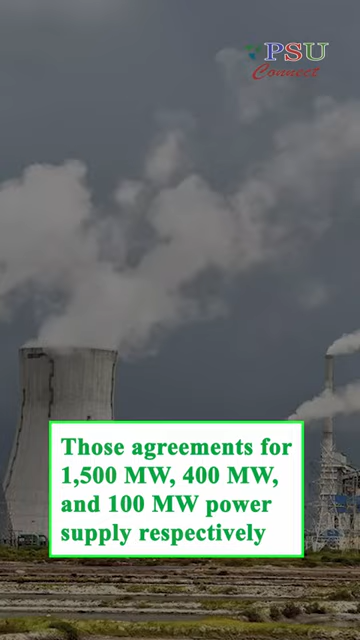 PSU
Connect
Those agreements for
1,500 MW, 400 MW,
and 100 MW power
supply respectively